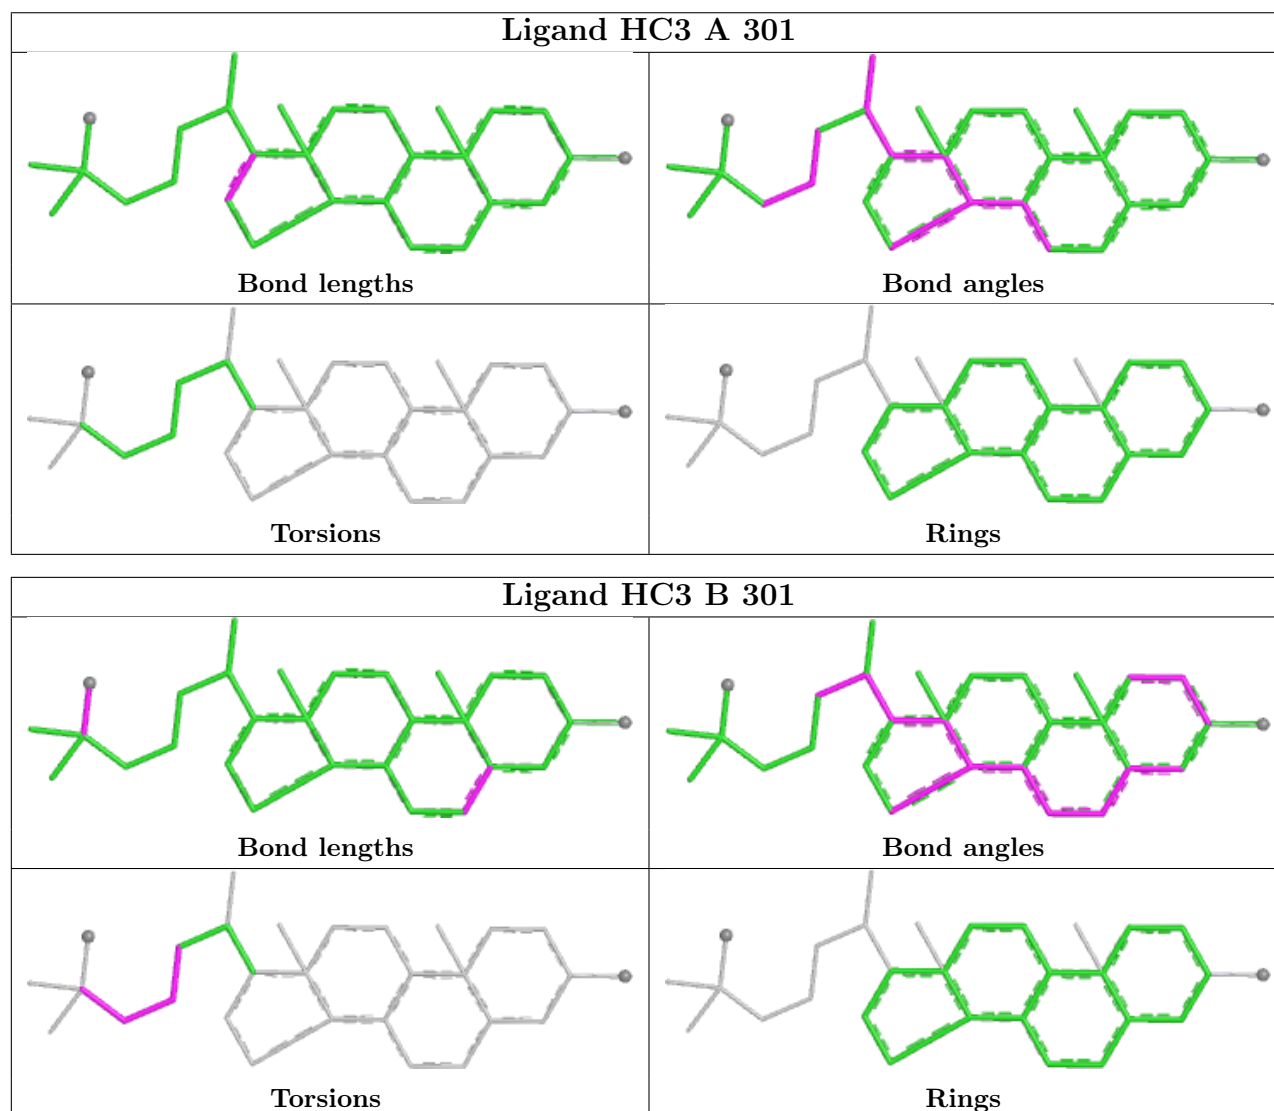 Ligand HC3 A 301
Bond lengths
Bond angles
Torsions
Rings
Ligand HC3 B 301
Bond lengths
Bond angles
Torsions
Rings